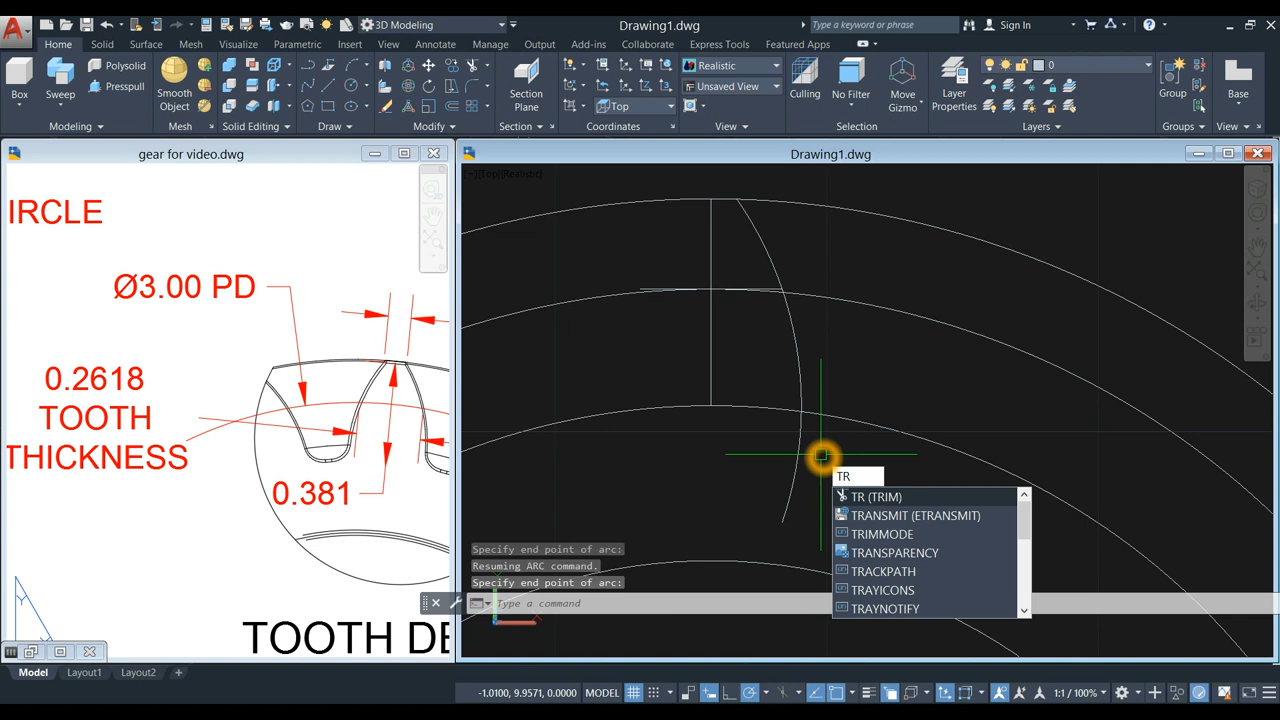 3D Modeling
Drawing1.dwg
Type a keyword or phrase
Sign In
Home
Solid
Surface
Mesh
Visualize
Parametric
Insert
View
Annotate
Manage
Output
Add-ins
Collaborate
Express Tools
Featured Apps
Box
Sweep
Polysolid
Presspull
Smooth
Object
Section
Plane
Realistic
Unsaved View
Top
Culling
No Filter
Move
Gizmo
Layer
Properties
0
Group
Base
Modeling
Mesh
Solid Editing
Draw
Modify
Section
Coordinates
View
Selection
Layers
Groups
View
gear for video.dwg
Drawing1.dwg
[−][Top][Realistic]
IRCLE
Ø3.00 PD
0.2618
TOOTH
THICKNESS
0.381
TOOTH DE
Y
TR
TR (TRIM)
TRANSMIT (ETRANSMIT)
TRIMMODE
TRANSPARENCY
TRACKPATH
TRAYICONS
TRAYNOTIFY
Specify end point of arc:
Resuming ARC command.
Specify end point of arc:
Type a command
X
Model
Layout1
Layout2
+
-1.0100, 9.9571, 0.0000
MODEL
1:1 / 100%